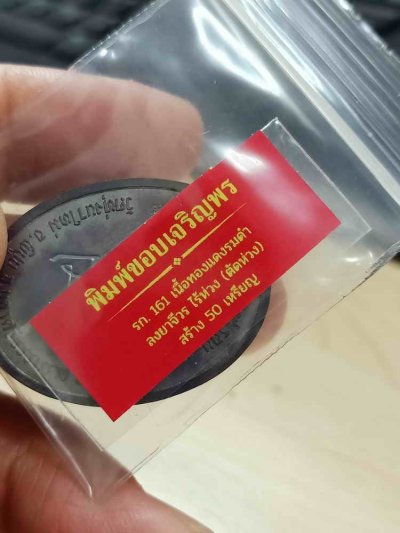 พิมพ์ขอบเจริญพร
รก. 161 เนื้อทองแดงรมดำ
ลงยาจีวร ไร้ห่วง (ตัดห่วง)
สร้าง 50 เหรียญ